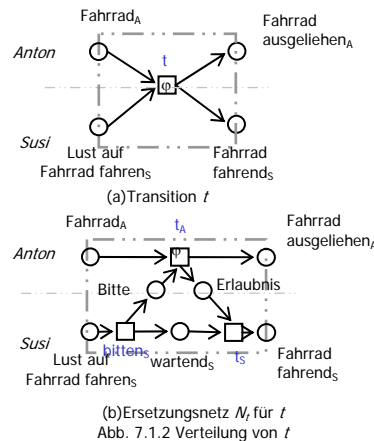 Fahrrad_A
Fahrrad
ausgeliehen_A
Anton
t
φ
Susi
Lust auf
Fahrrad fahren_S
Fahrrad
fahrend_S
(a)Transition t
Fahrrad_A
t_A
Fahrrad
ausgeliehen_A
Anton
φ
Bitte
Erlaubnis
Susi
Lust auf
Fahrrad fahren_S
bitten_S
wartend_S
t_S
Fahrrad
fahrend_S
(b)Ersetzungsnetz N_t für t
Abb. 7.1.2 Verteilung von t